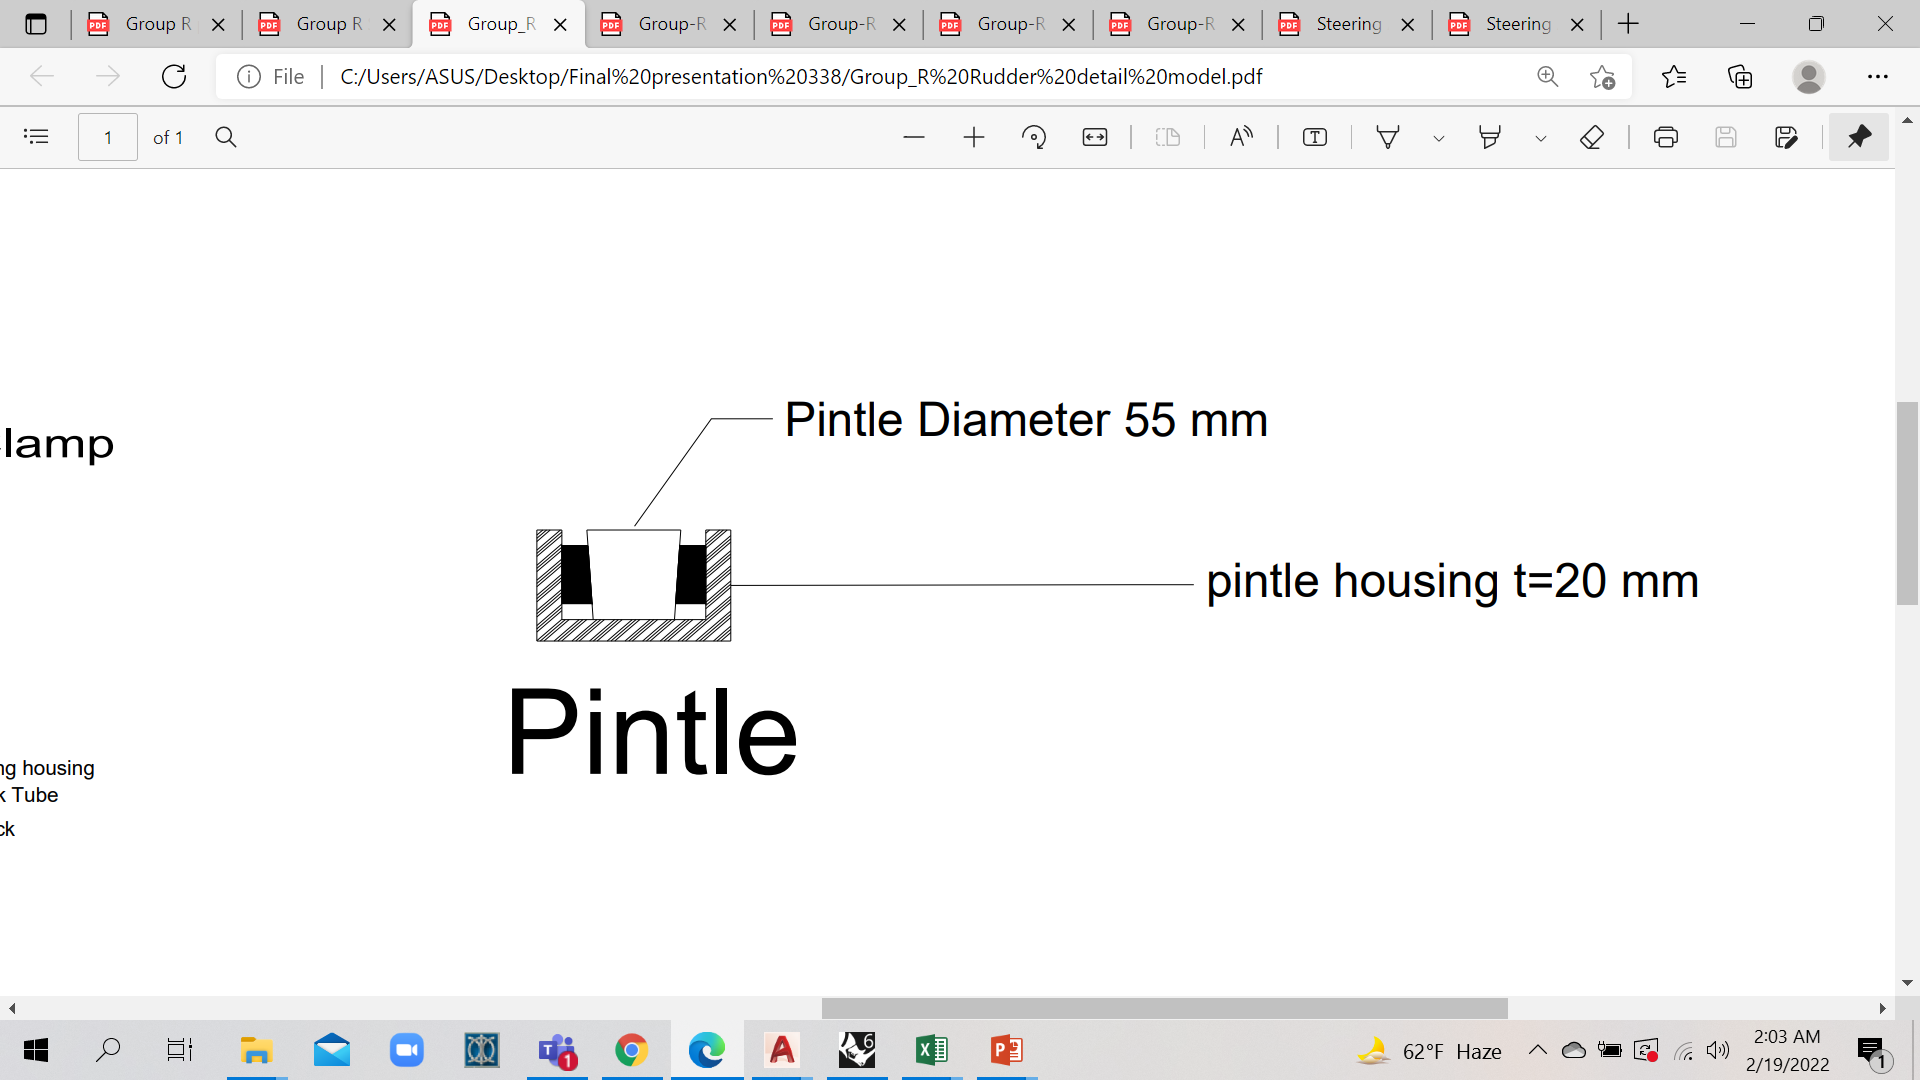 Group R
Group R
Group_R
Group-R
Group-R
Group-R
Group-R
Steering
Steering
File
C:/Users/ASUS/Desktop/Final%20presentation%20338/Group_R%20Rudder%20detail%20model.pdf
1
of 1
Pintle Diameter 55 mm
lamp
pintle housing t=20 mm
Pintle
housing
Tube
62°F Haze
2:03 AM
2/19/2022